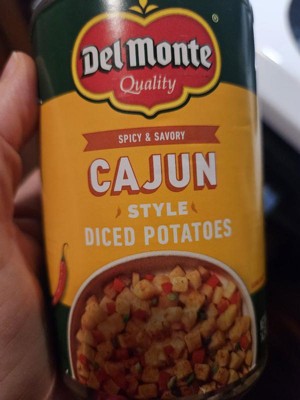 Del Monte
®
Quality
SPICY & SAVORY
CAJUN
STYLE
DICED POTATOES